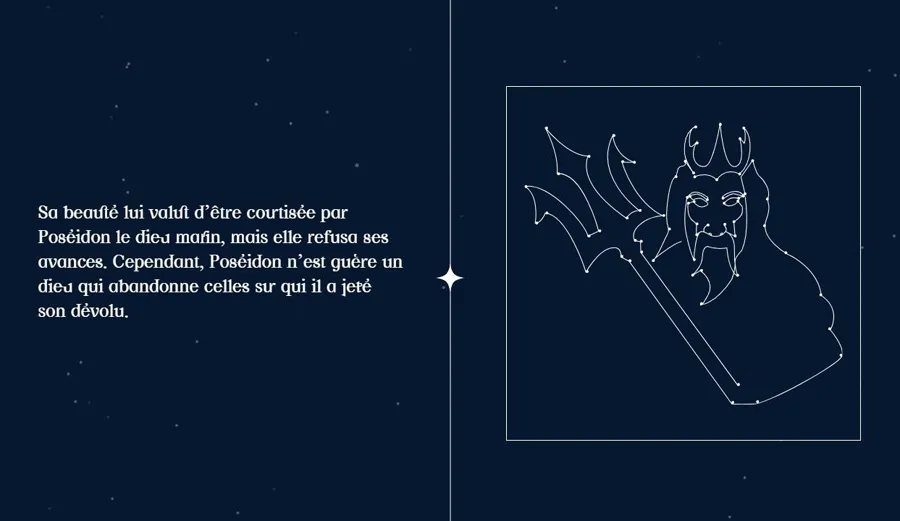 Sa beauté lui valut d’être courtisée par
Poséidon le dieu marin, mais elle refusa ses
avances. Cependant, Poséidon n’est guère un
dieu qui abandonne celles sur qui il a jeté
son dévolu.